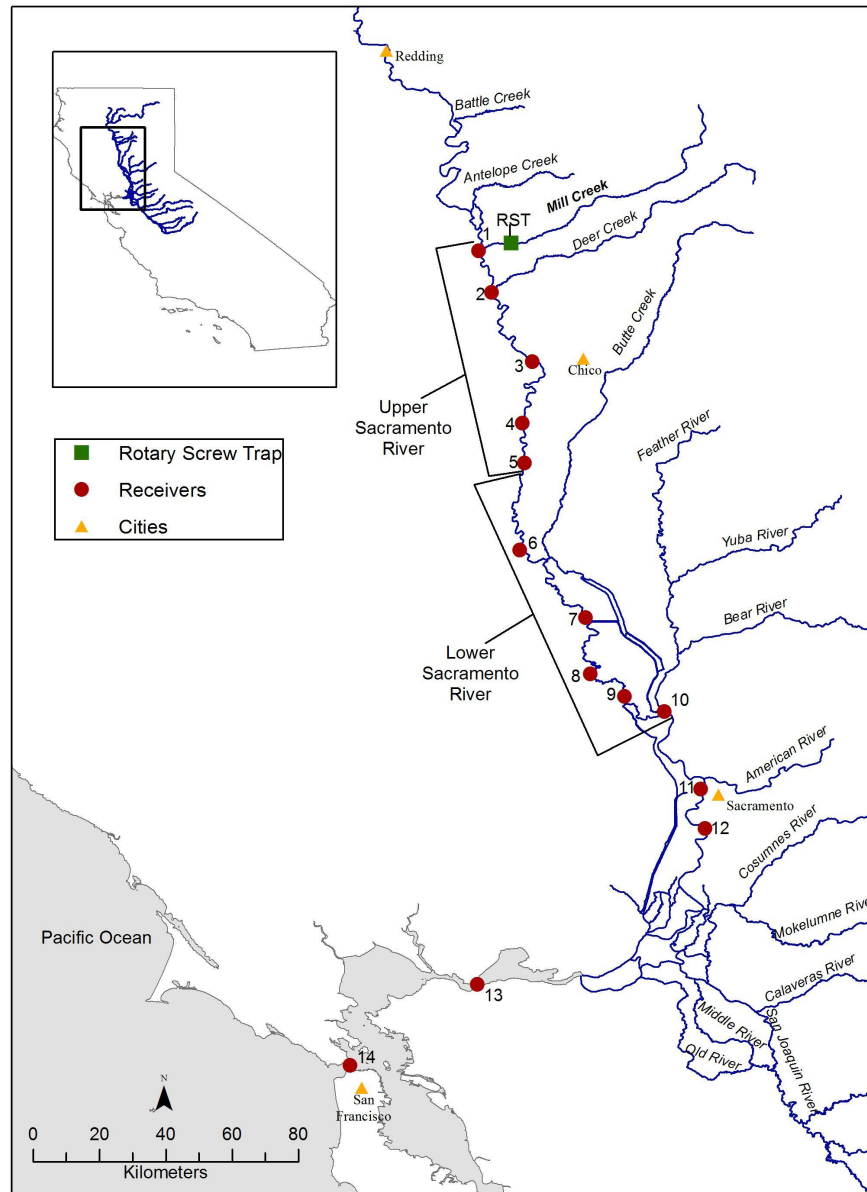 Redding
Battle Creek
Antelope Creek
Mill Creek
RST
Deer Creek
1
2
Butte Creek
3
Chico
Upper
Sacramento
River
4
Feather River
5
Rotary Screw Trap
Receivers
Cities
6
Yuba River
7
Bear River
Lower
Sacramento
River
8
9
10
American River
11
Sacramento
12
Cosumnes River
Pacific Ocean
Mokelumne River
13
Calaveras River
Middle River
San Joaquin River
Old River
14
San
Francisco
N
0 20 40 60 80
Kilometers